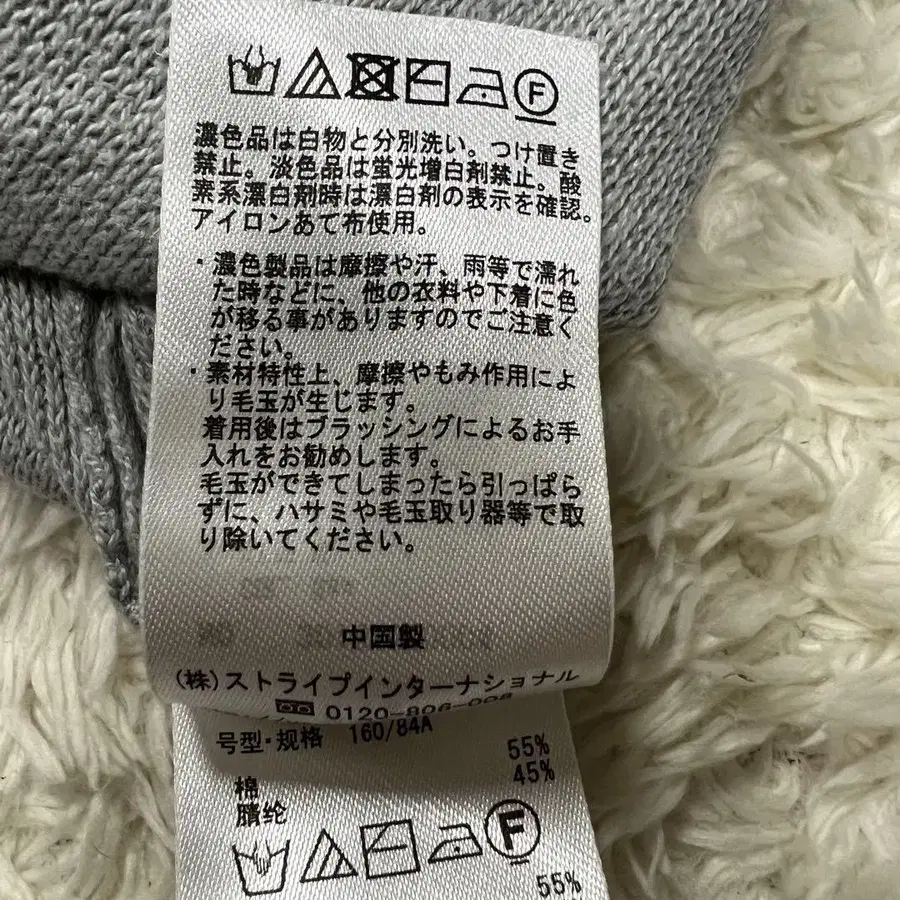 F
濃色品は白物と分別洗い。つけ置き
禁止。淡色品は蛍光増白剤禁止。酸
素系漂白剤時は漂白剤の表示を確認。
アイロンあて布使用。
・濃色製品は摩擦や汗、雨等で濡れ
た時などに、他の衣料や下着に色
が移る事がありますのでご注意く
ださい。
・素材特性上、摩擦やもみ作用によ
り毛玉が生じます。
着用後はブラッシングによるお手
入れをお勧めします。
毛玉ができてしまったら引っぱら
ずに、ハサミや毛玉取り器等で取
り除いてください。
中国製
(株)ストライプインターナショナル
0120-806-008
号型·规格 160/84A
棉 55%
腈纶 45%
F
55%